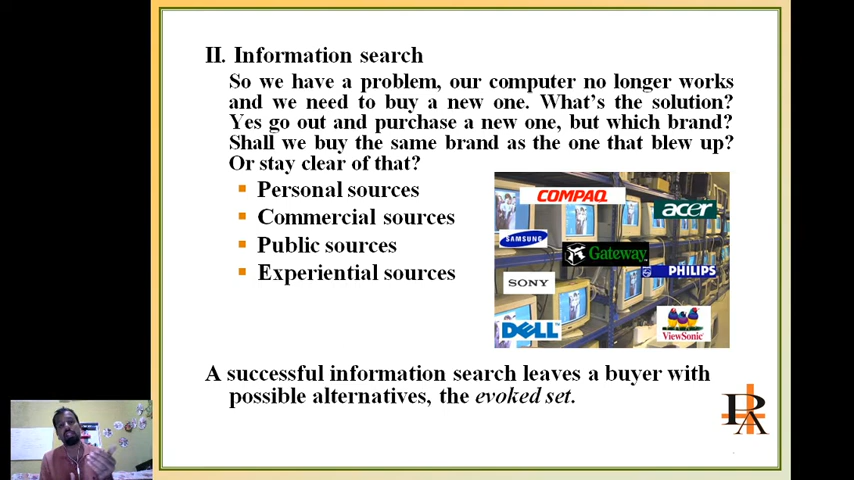 II. Information search
So we have a problem, our computer no longer works
and we need to buy a new one. What's the solution?
Yes go out and purchase a new one, but which brand?
Shall we buy the same brand as the one that blew up?
Or stay clear of that?
Personal sources
Commercial sources
Public sources
Experiential sources
COMPAQ
acer
SAMSUNG
Gateway
PHILIPS
SONY
DELL
ViewSonic
A successful information search leaves a buyer with
possible alternatives, the evoked set.